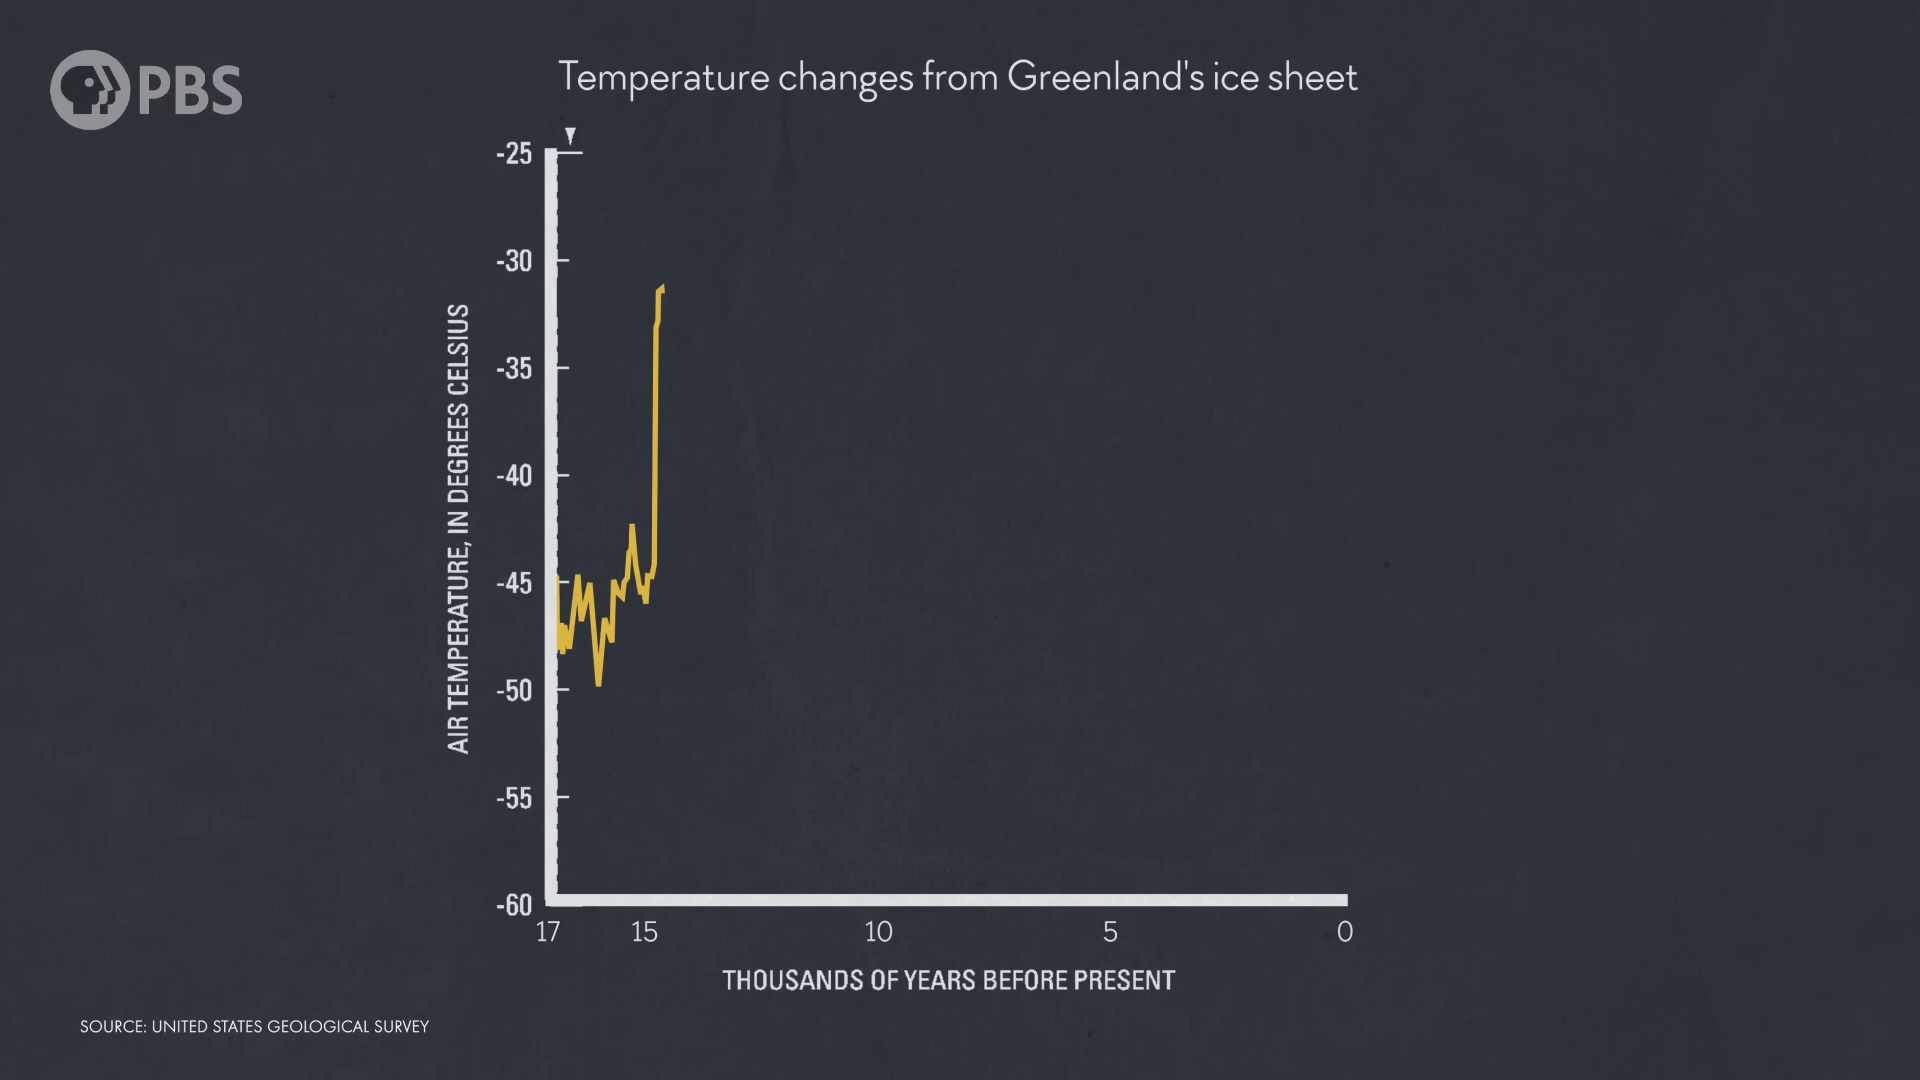 PBS
Temperature changes from Greenland's ice sheet
-25
-30
-35
-40
-45
-50
-55
-60
AIR TEMPERATURE, IN DEGREES CELSIUS
17 15 10 5 0
THOUSANDS OF YEARS BEFORE PRESENT
SOURCE: UNITED STATES GEOLOGICAL SURVEY